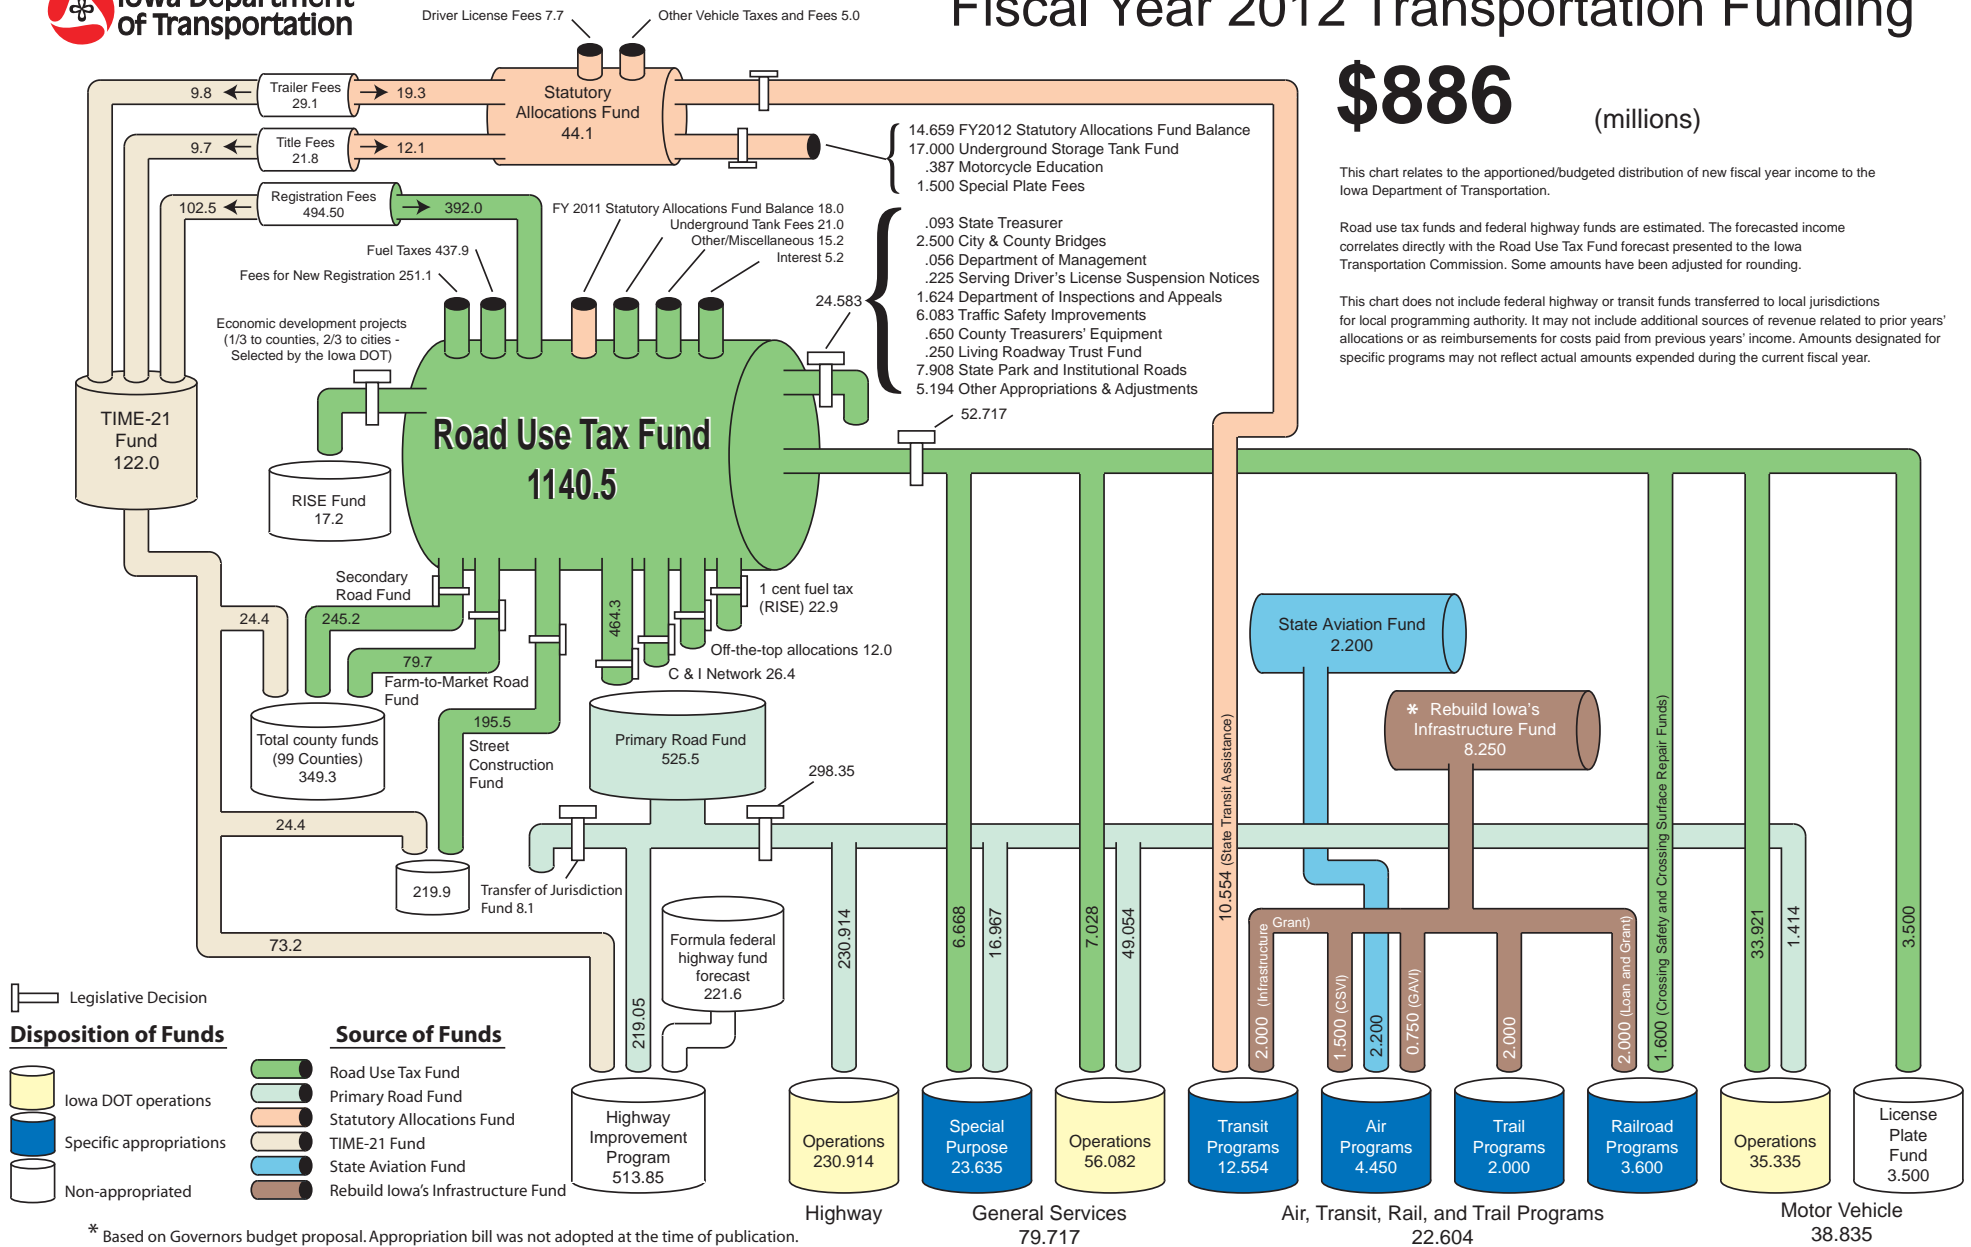 Iowa Department
of Transportation
Fiscal Year 2012 Transportation Funding
$886
(millions)
This chart relates to the apportioned/budgeted distribution of new fiscal year income to the
Iowa Department of Transportation.
Road use tax funds and federal highway funds are estimated. The forecasted income
correlates directly with the Road Use Tax Fund forecast presented to the Iowa
Transportation Commission. Some amounts have been adjusted for rounding.
This chart does not include federal highway or transit funds transferred to local jurisdictions
for local programming authority. It may not include additional sources of revenue related to prior years'
allocations or as reimbursements for costs paid from previous years' income. Amounts designated for
specific programs may not reflect actual amounts expended during the current fiscal year.
Driver License Fees 7.7
Other Vehicle Taxes and Fees 5.0
9.8
Trailer Fees
29.1
19.3
Statutory
Allocations Fund
44.1
9.7
Title Fees
21.8
12.1
102.5
Registration Fees
494.50
392.0
14.659 FY2012 Statutory Allocations Fund Balance
17.000 Underground Storage Tank Fund
.387 Motorcycle Education
1.500 Special Plate Fees
FY 2011 Statutory Allocations Fund Balance 18.0
Underground Tank Fees 21.0
Other/Miscellaneous 15.2
Interest 5.2
Fuel Taxes 437.9
Fees for New Registration 251.1
24.583
.093 State Treasurer
2.500 City & County Bridges
.056 Department of Management
.225 Serving Driver's License Suspension Notices
1.624 Department of Inspections and Appeals
6.083 Traffic Safety Improvements
.650 County Treasurers' Equipment
.250 Living Roadway Trust Fund
7.908 State Park and Institutional Roads
5.194 Other Appropriations & Adjustments
52.717
Economic development projects
(1/3 to counties, 2/3 to cities -
Selected by the Iowa DOT)
TIME-21
Fund
122.0
RISE Fund
17.2
Road Use Tax Fund
1140.5
Secondary
Road Fund
24.4
245.2
79.7
Farm-to-Market Road
Fund
195.5
Street
Construction
Fund
464.3
1 cent fuel tax
(RISE) 22.9
Off-the-top allocations 12.0
C & I Network 26.4
Total county funds
(99 Counties)
349.3
Primary Road Fund
525.5
298.35
24.4
219.9
Transfer of Jurisdiction
Fund 8.1
73.2
219.05
Formula federal
highway fund
forecast
221.6
State Aviation Fund
2.200
* Rebuild Iowa's
Infrastructure Fund
8.250
230.914
6.668
16.967
7.028
49.054
10.554 (State Transit Assistance)
2.000 (Infrastructure Grant)
1.500 (CSVI)
2.200
0.750 (GAVI)
2.000
2.000 (Loan and Grant)
1.600 (Crossing Safety and Crossing Surface Repair Funds)
33.921
1.414
3.500
Legislative Decision
Disposition of Funds
Iowa DOT operations
Specific appropriations
Non-appropriated
Source of Funds
Road Use Tax Fund
Primary Road Fund
Statutory Allocations Fund
TIME-21 Fund
State Aviation Fund
Rebuild Iowa's Infrastructure Fund
Highway
Improvement
Program
513.85
Operations
230.914
Special
Purpose
23.635
Operations
56.082
Transit
Programs
12.554
Air
Programs
4.450
Trail
Programs
2.000
Railroad
Programs
3.600
Operations
35.335
License
Plate
Fund
3.500
Highway
General Services
79.717
Air, Transit, Rail, and Trail Programs
22.604
Motor Vehicle
38.835
* Based on Governors budget proposal. Appropriation bill was not adopted at the time of publication.